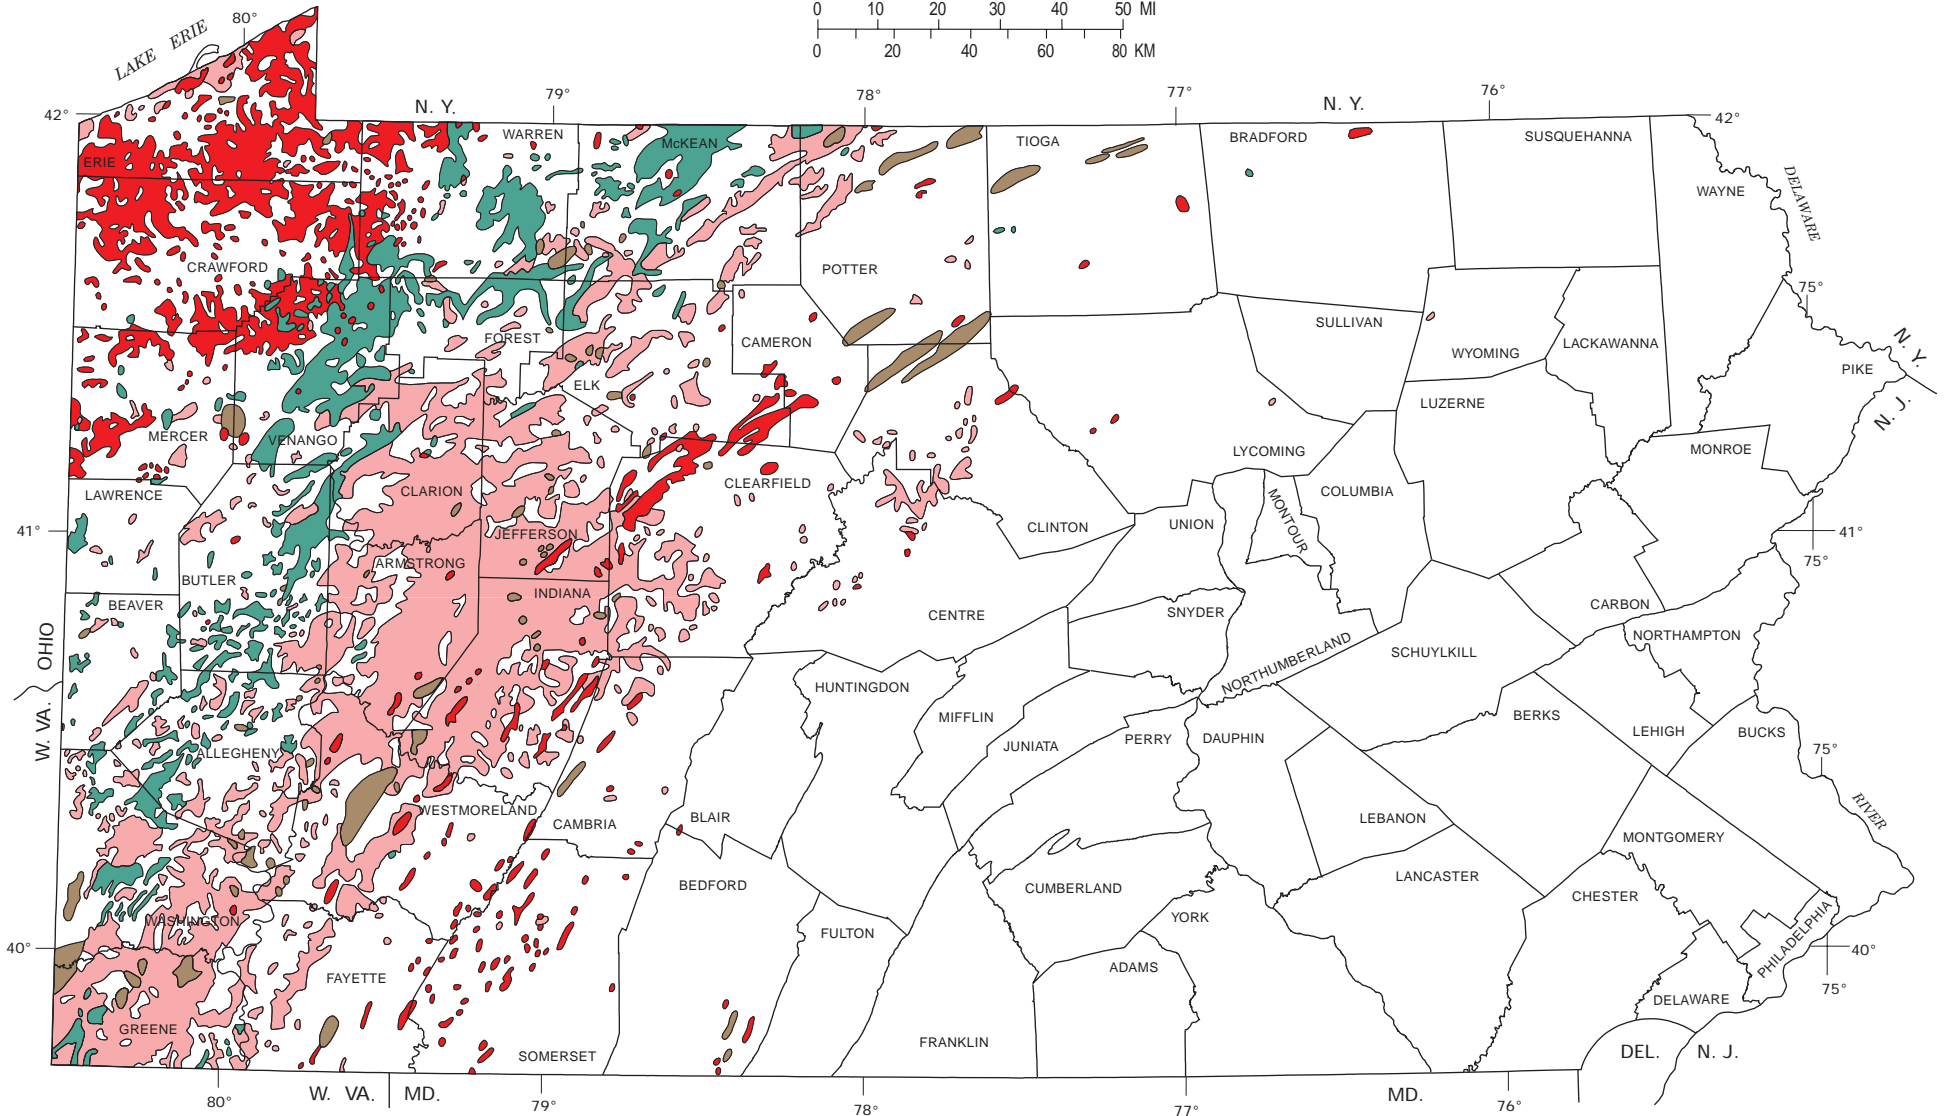 0 10 20 30 40 50 MI
0 20 40 60 80 KM
LAKE ERIE
80°
79°
78°
77°
76°
N. Y.
N. Y.
42°
42°
ERIE
WARREN
McKEAN
TIOGA
BRADFORD
SUSQUEHANNA
WAYNE
DELAWARE
CRAWFORD
POTTER
75°
FOREST
CAMERON
SULLIVAN
WYOMING
LACKAWANNA
N. Y.
PIKE
N. J.
ELK
LUZERNE
MERCER
VENANGO
LYCOMING
MONROE
LAWRENCE
CLARION
CLEARFIELD
COLUMBIA
MONTOUR
41°
JEFFERSON
CLINTON
UNION
41°
75°
ARMSTRONG
BUTLER
INDIANA
BEAVER
CENTRE
SNYDER
CARBON
NORTHAMPTON
OHIO
W. VA.
HUNTINGDON
NORTHUMBERLAND
SCHUYLKILL
MIFFLIN
BERKS
LEHIGH
BUCKS
ALLEGHENY
JUNIATA
PERRY
DAUPHIN
75°
WESTMORELAND
CAMBRIA
BLAIR
LEBANON
RIVER
MONTGOMERY
BEDFORD
CUMBERLAND
LANCASTER
CHESTER
WASHINGTON
YORK
FULTON
PHILADELPHIA
40°
40°
FAYETTE
ADAMS
75°
DELAWARE
GREENE
SOMERSET
FRANKLIN
DEL.
N. J.
80°
W. VA.
MD.
79°
78°
77°
MD.
76°